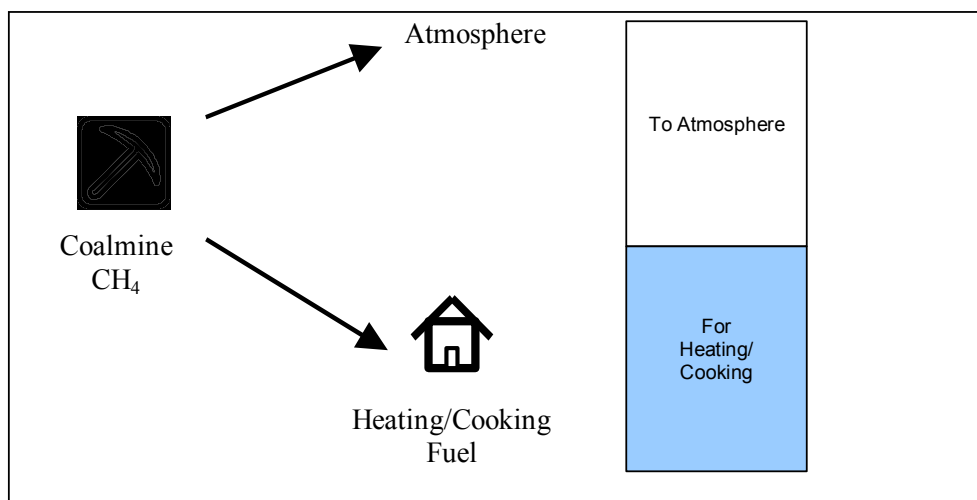 Atmosphere
To Atmosphere
Coalmine
CH₄
For
Heating/
Cooking
Heating/Cooking
Fuel